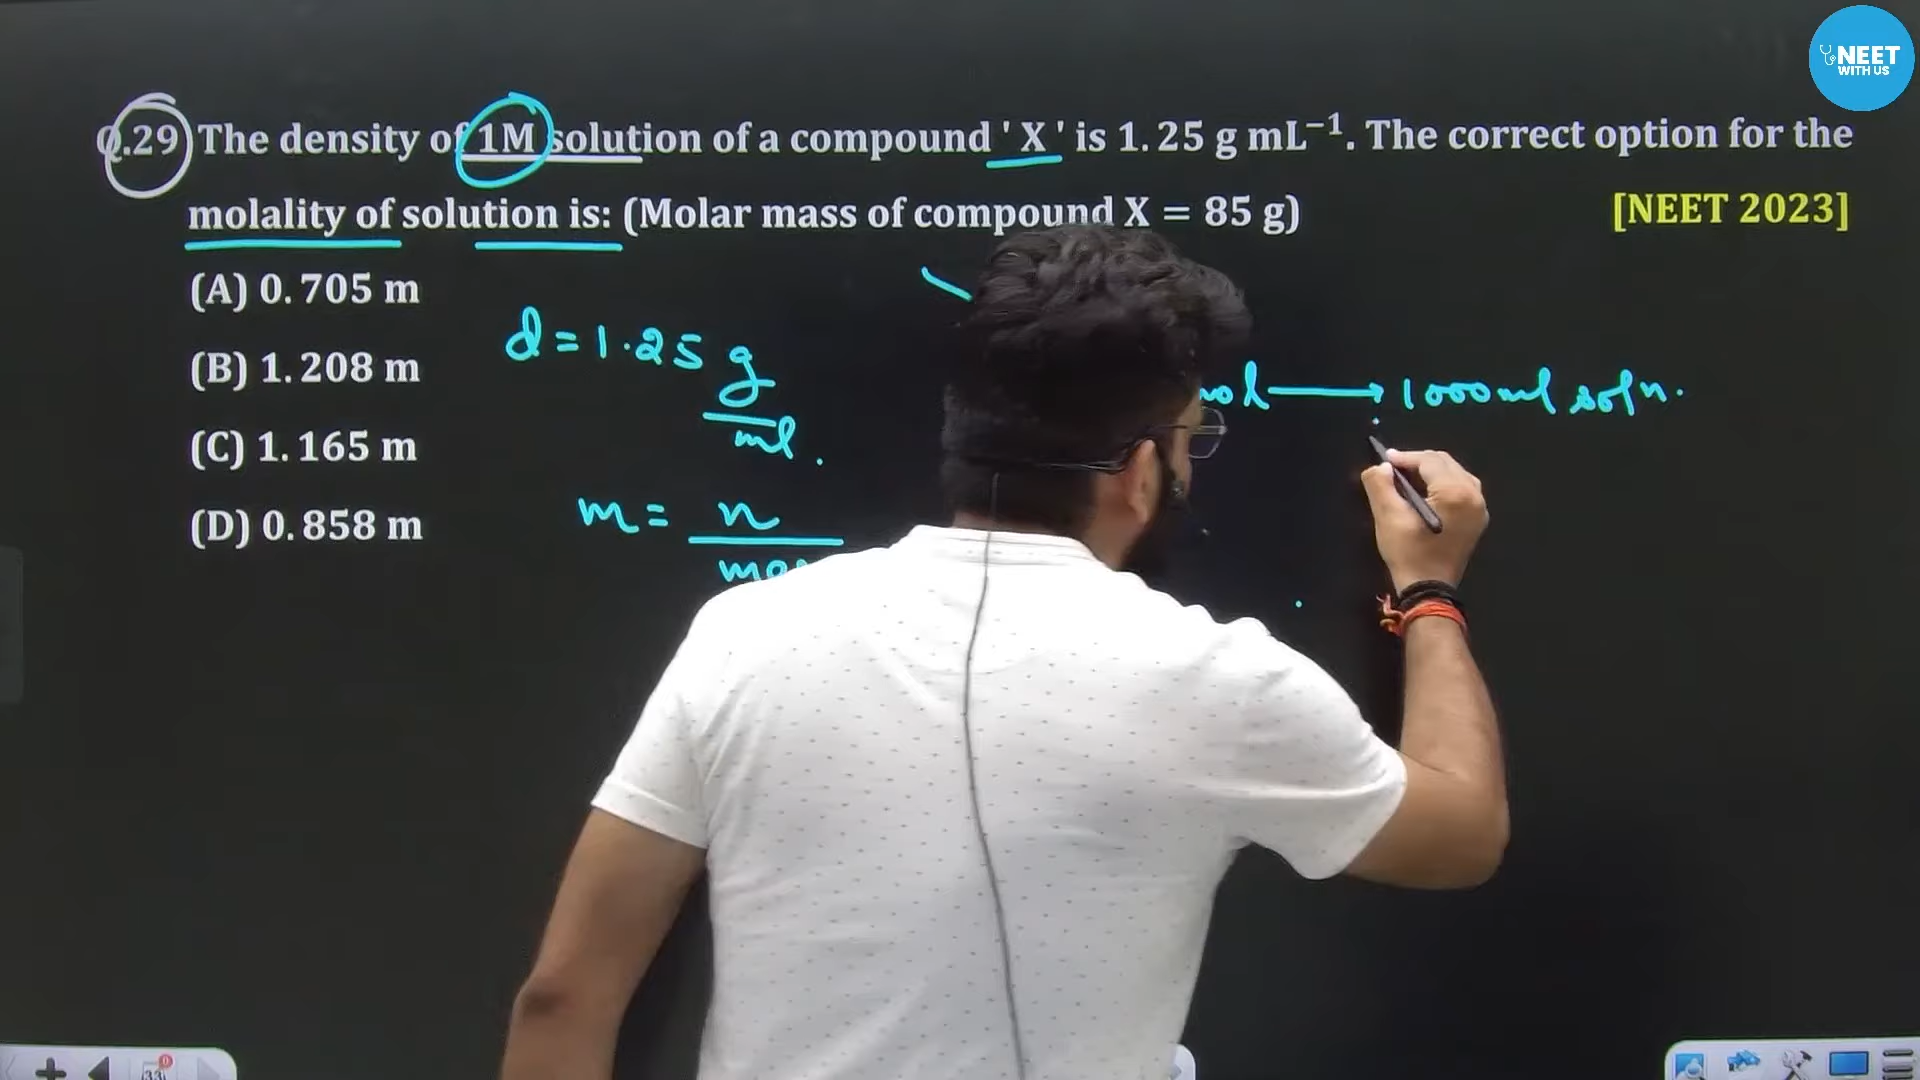 NEET
WITH US
Q.29 The density of 1M solution of a compound ' X ' is 1.25 g mL⁻¹. The correct option for the
molality of solution is: (Molar mass of compound X = 85 g)
[NEET 2023]
(A) 0.705 m
(B) 1.208 m
(C) 1.165 m
(D) 0.858 m
d = 1.25 g
ml.
1000ml soln.
m = n
33
0